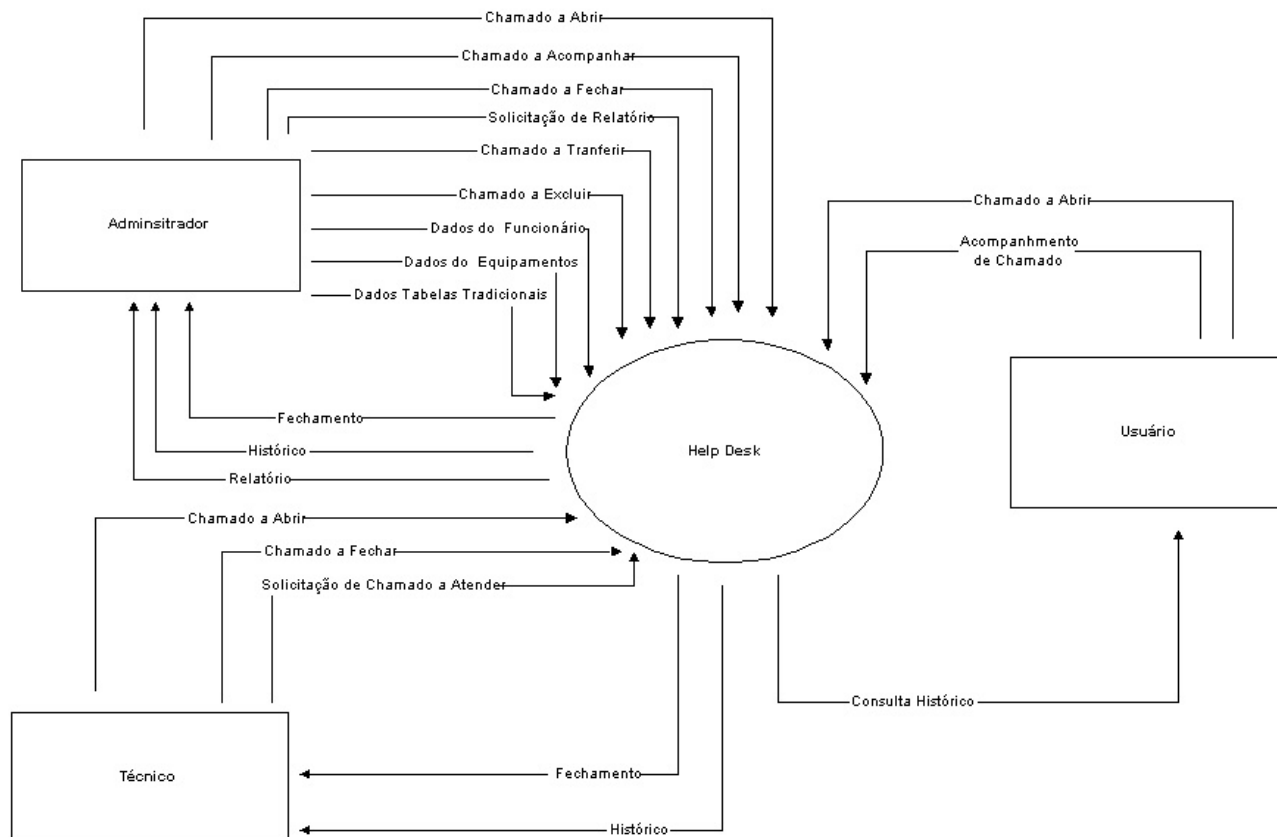 Chamado a Abrir
Chamado a Acompanhar
Chamado a Fechar
Solicitação de Relatório
Chamado a Tranferir
Chamado a Excluir
Dados do Funcionário
Dados do Equipamentos
Dados Tabelas Tradicionais
Adminsitrador
Chamado a Abrir
Acompanhmento
de Chamado
Fechamento
Histórico
Relatório
Help Desk
Usuário
Chamado a Abrir
Chamado a Fechar
Solicitação de Chamado a Atender
Consulta Histórico
Técnico
Fechamento
Histórico